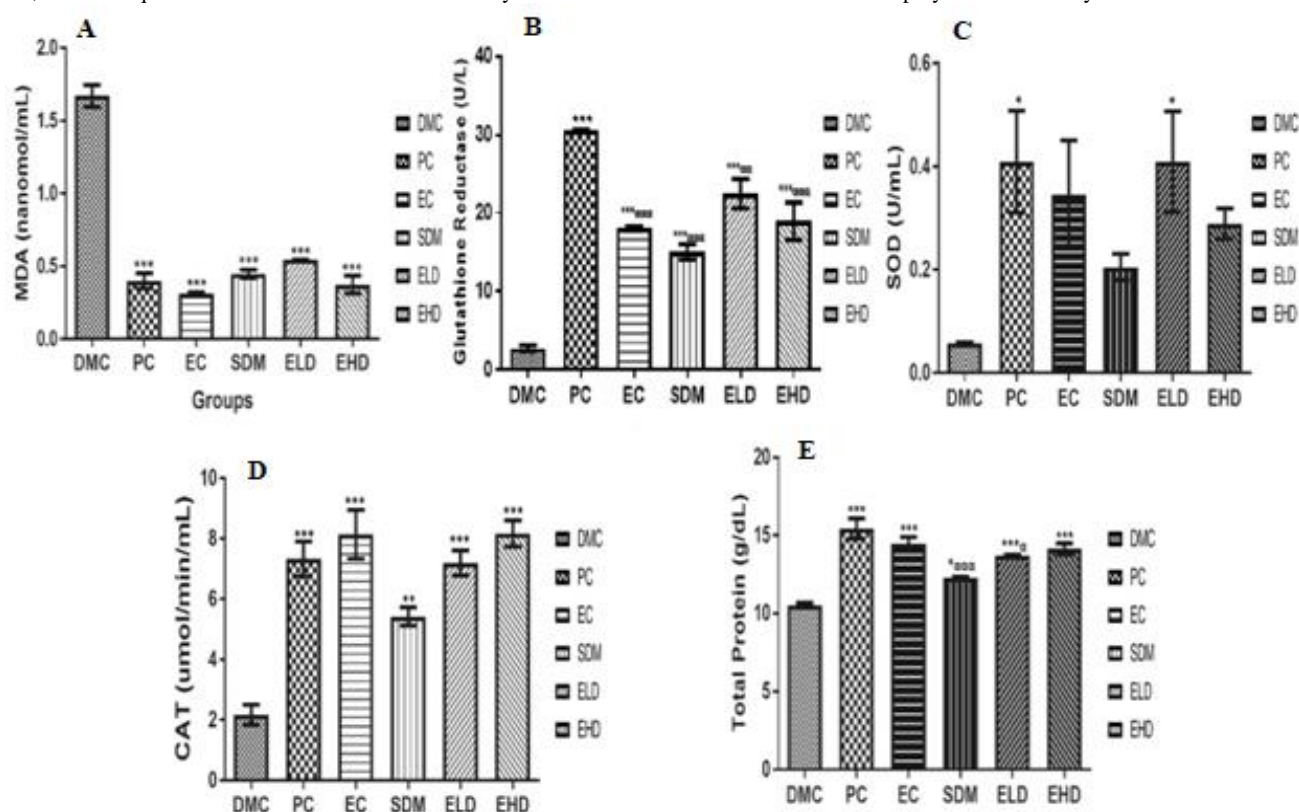 A
2.0
1.5
1.0
0.5
0.0
MDA (nanomol/mL)
***
***
***
***
***
DMC PC EC SDM ELD EHD
Groups
DMC
PC
EC
SDM
ELD
EHD
B
40
30
20
10
0
Glutathione Reductase (U/L)
***
***
***
***
***
DMC PC EC SDM ELD EHD
DMC
PC
EC
SDM
ELD
EHD
C
0.6
0.4
0.2
0.0
SOD (U/mL)
*
*
DMC PC EC SDM ELD EHD
DMC
PC
EC
SDM
ELD
EHD
D
10
8
6
4
2
0
CAT (umol/min/mL)
***
***
**
***
***
DMC PC EC SDM ELD EHD
DMC
PC
EC
SDM
ELD
EHD
E
20
15
10
5
0
Total Protein (g/dL)
***
***
*
***
***
DMC PC EC SDM ELD EHD
DMC
PC
EC
SDM
ELD
EHD